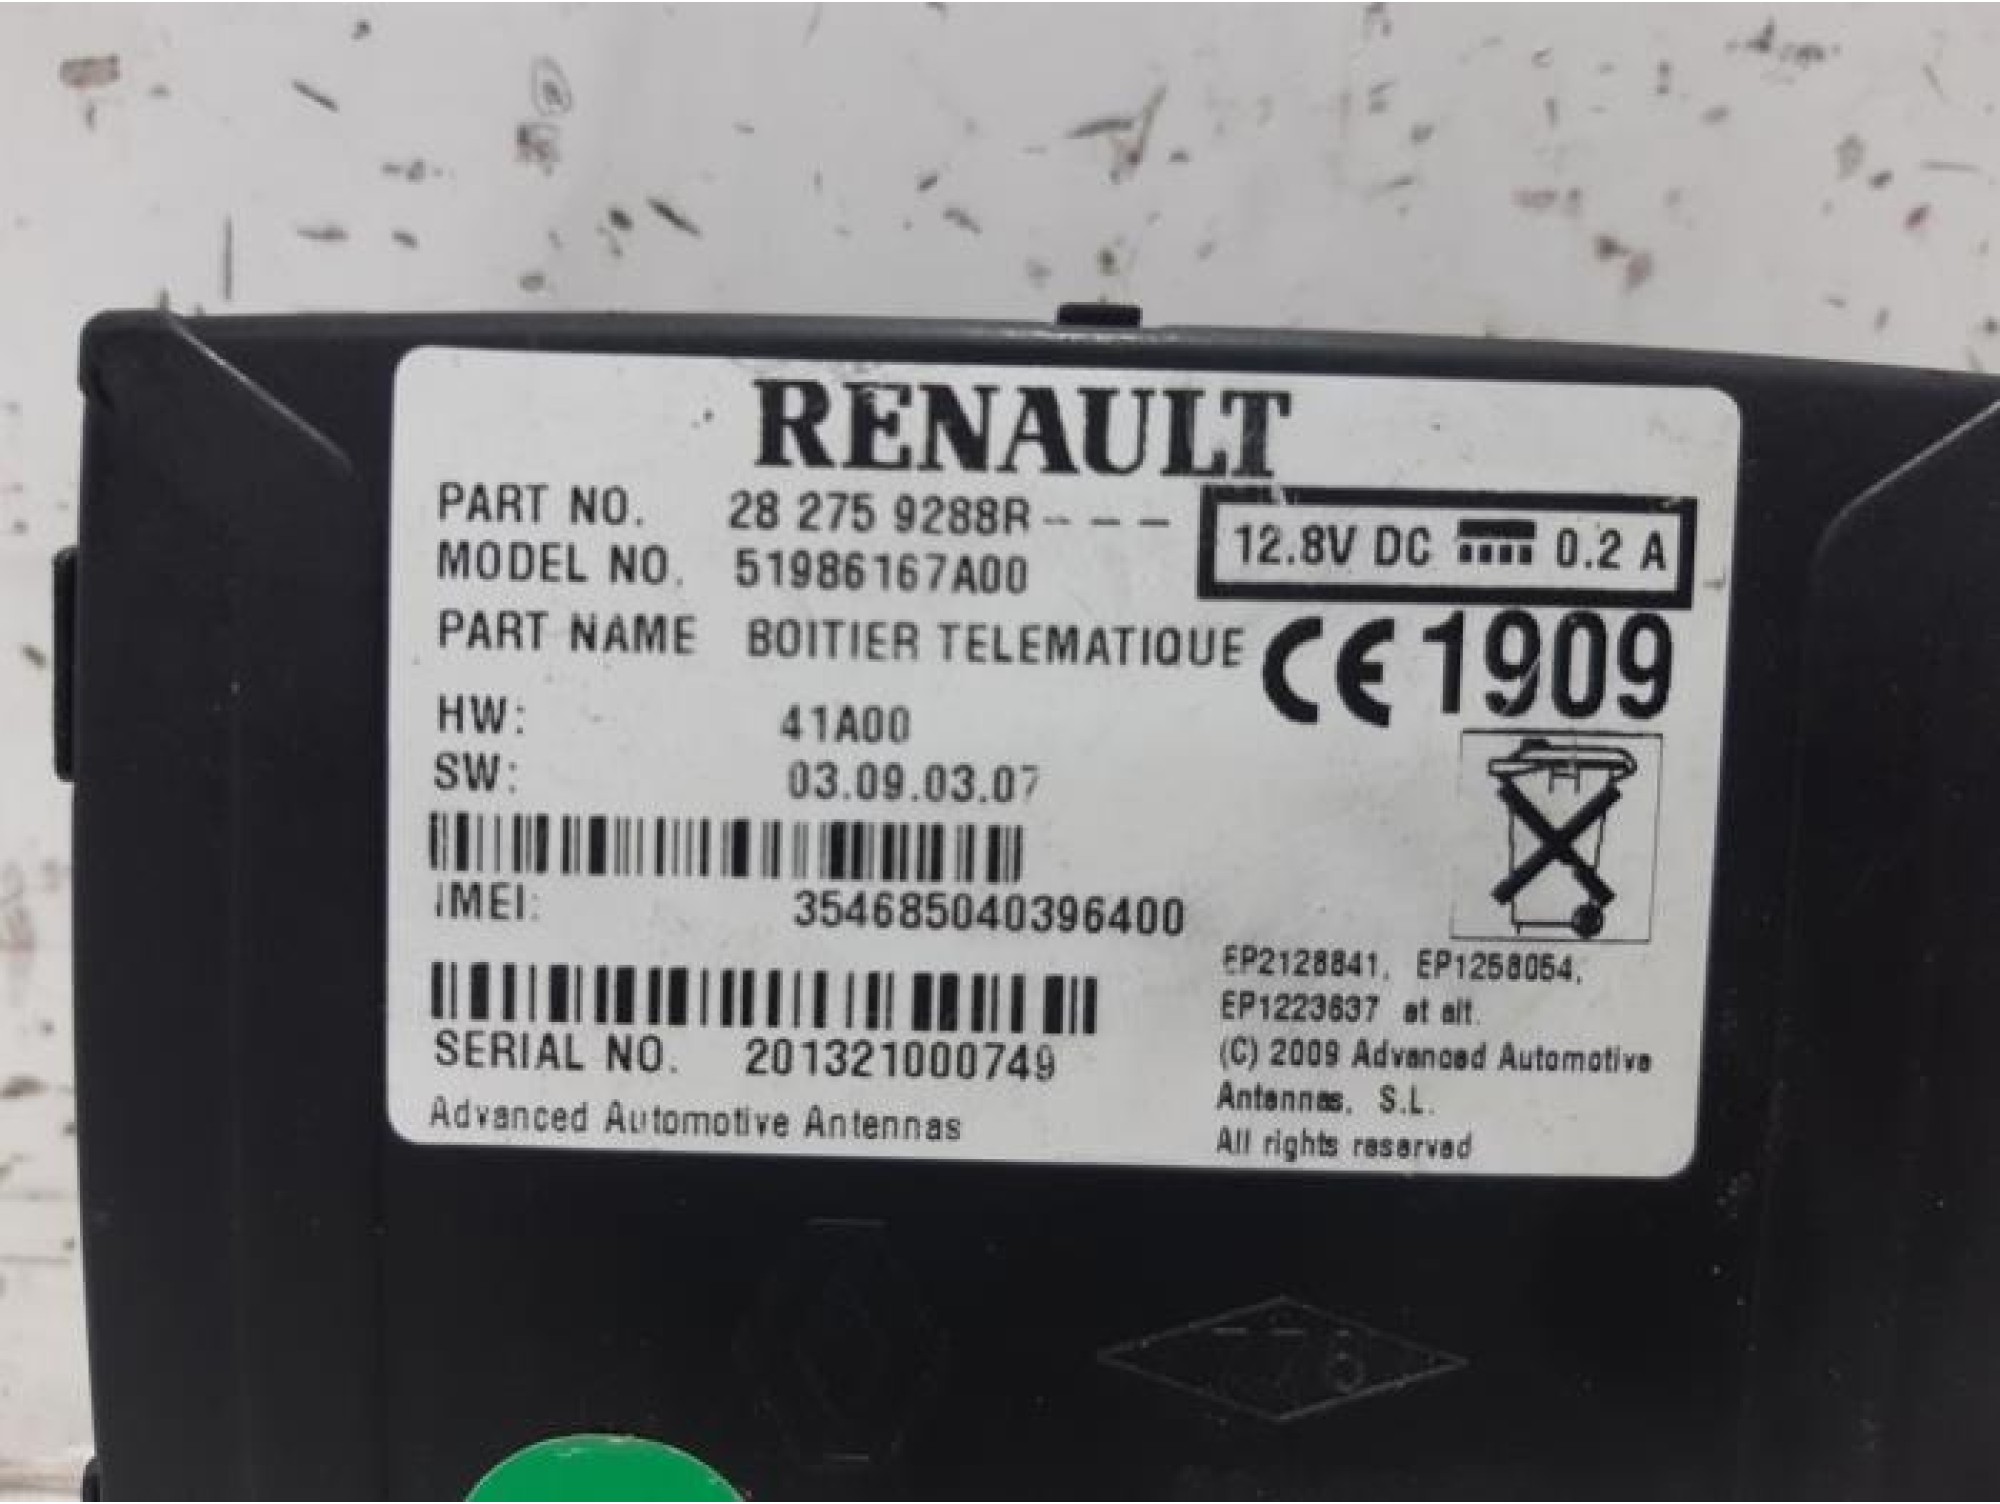 RENAULT
PART NO. 28 275 9288R - - -
12.8V DC 0.2 A
MODEL NO. 51986167A00
PART NAME BOITIER TELEMATIQUE
CE 1909
HW: 41A00
SW: 03.09.03.07
IMEI: 354685040396400
SERIAL NO. 201321000749
Advanced Automotive Antennas
EP2128841, EP1258054,
EP1223637 et alt.
(C) 2009 Advanced Automotive
Antennas, S.L.
All rights reserved